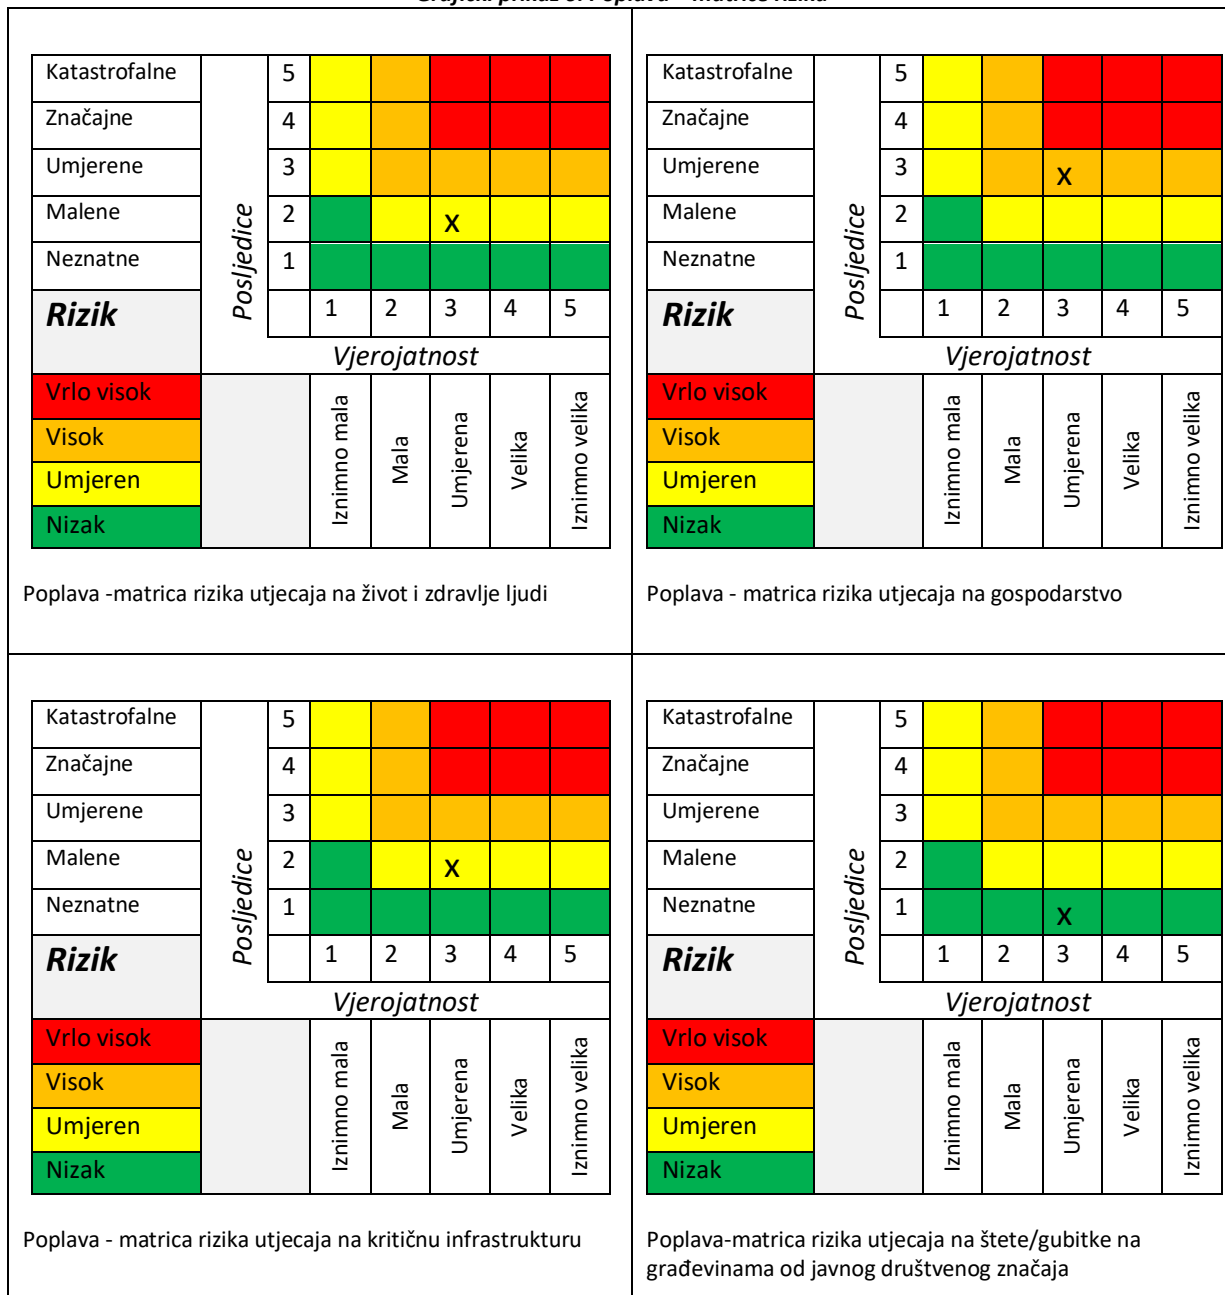 Grafički prikaz Poplava – matrice rizika
Katastrofalne 5
Značajne 4
Umjerene 3
Malene 2 x
Neznatne 1
Posljedice
Rizik 1 2 3 4 5
Vjerojatnost
Vrlo visok
Visok
Umjeren
Nizak
Iznimno mala
Mala
Umjerena
Velika
Iznimno velika
Poplava -matrica rizika utjecaja na život i zdravlje ljudi
Katastrofalne 5
Značajne 4
Umjerene 3 x
Malene 2
Neznatne 1
Posljedice
Rizik 1 2 3 4 5
Vjerojatnost
Vrlo visok
Visok
Umjeren
Nizak
Iznimno mala
Mala
Umjerena
Velika
Iznimno velika
Poplava - matrica rizika utjecaja na gospodarstvo
Katastrofalne 5
Značajne 4
Umjerene 3
Malene 2 x
Neznatne 1
Posljedice
Rizik 1 2 3 4 5
Vjerojatnost
Vrlo visok
Visok
Umjeren
Nizak
Iznimno mala
Mala
Umjerena
Velika
Iznimno velika
Poplava - matrica rizika utjecaja na kritičnu infrastrukturu
Katastrofalne 5
Značajne 4
Umjerene 3
Malene 2
Neznatne 1 x
Posljedice
Rizik 1 2 3 4 5
Vjerojatnost
Vrlo visok
Visok
Umjeren
Nizak
Iznimno mala
Mala
Umjerena
Velika
Iznimno velika
Poplava-matrica rizika utjecaja na štete/gubitke na
građevinama od javnog društvenog značaja